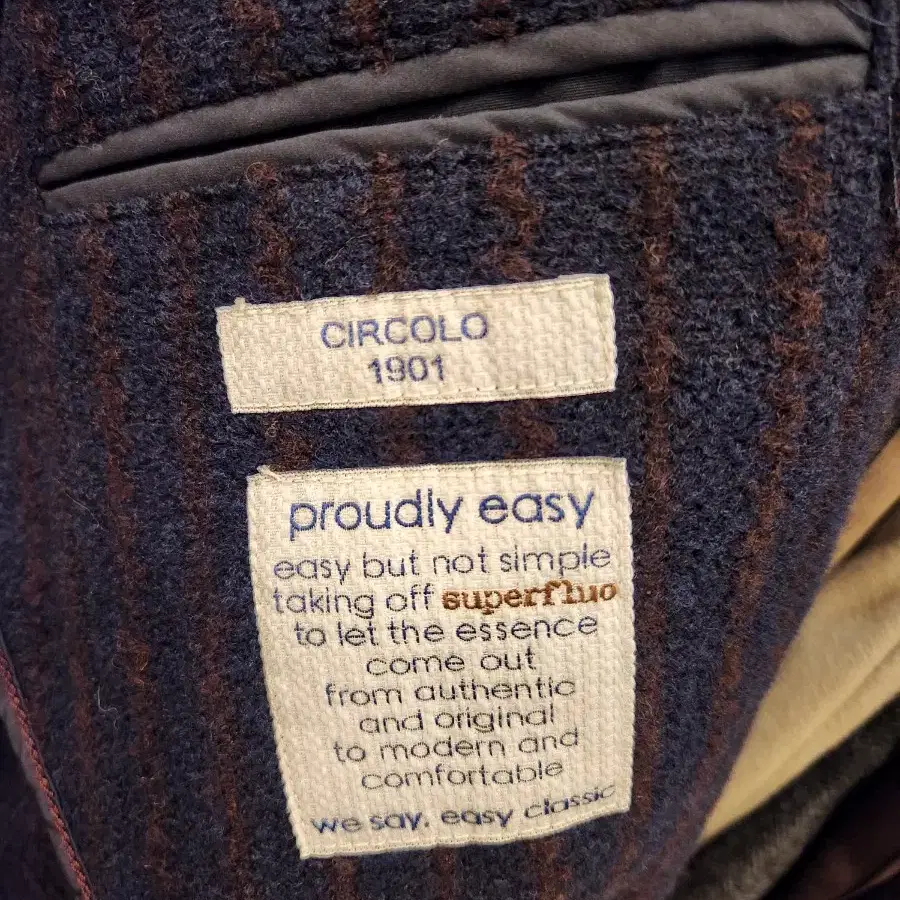 CIRCOLO
1901
proudly easy
easy but not simple
taking off superfluo
to let the essence
come out
from authentic
and original
to modern and
comfortable
we say. easy classic